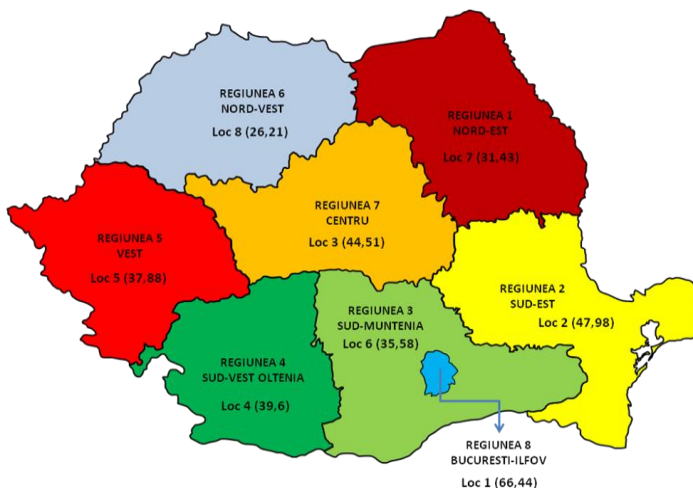 REGIUNEA 6
NORD-VEST
Loc 8 (26,21)
REGIUNEA 1
NORD-EST
Loc 7 (31,43)
REGIUNEA 7
CENTRU
Loc 3 (44,51)
REGIUNEA 5
VEST
Loc 5 (37,88)
REGIUNEA 2
SUD-EST
Loc 2 (47,98)
REGIUNEA 3
SUD-MUNTENIA
Loc 6 (35,58)
REGIUNEA 4
SUD-VEST OLTENIA
Loc 4 (39,6)
REGIUNEA 8
BUCURESTI-ILFOV
Loc 1 (66,44)